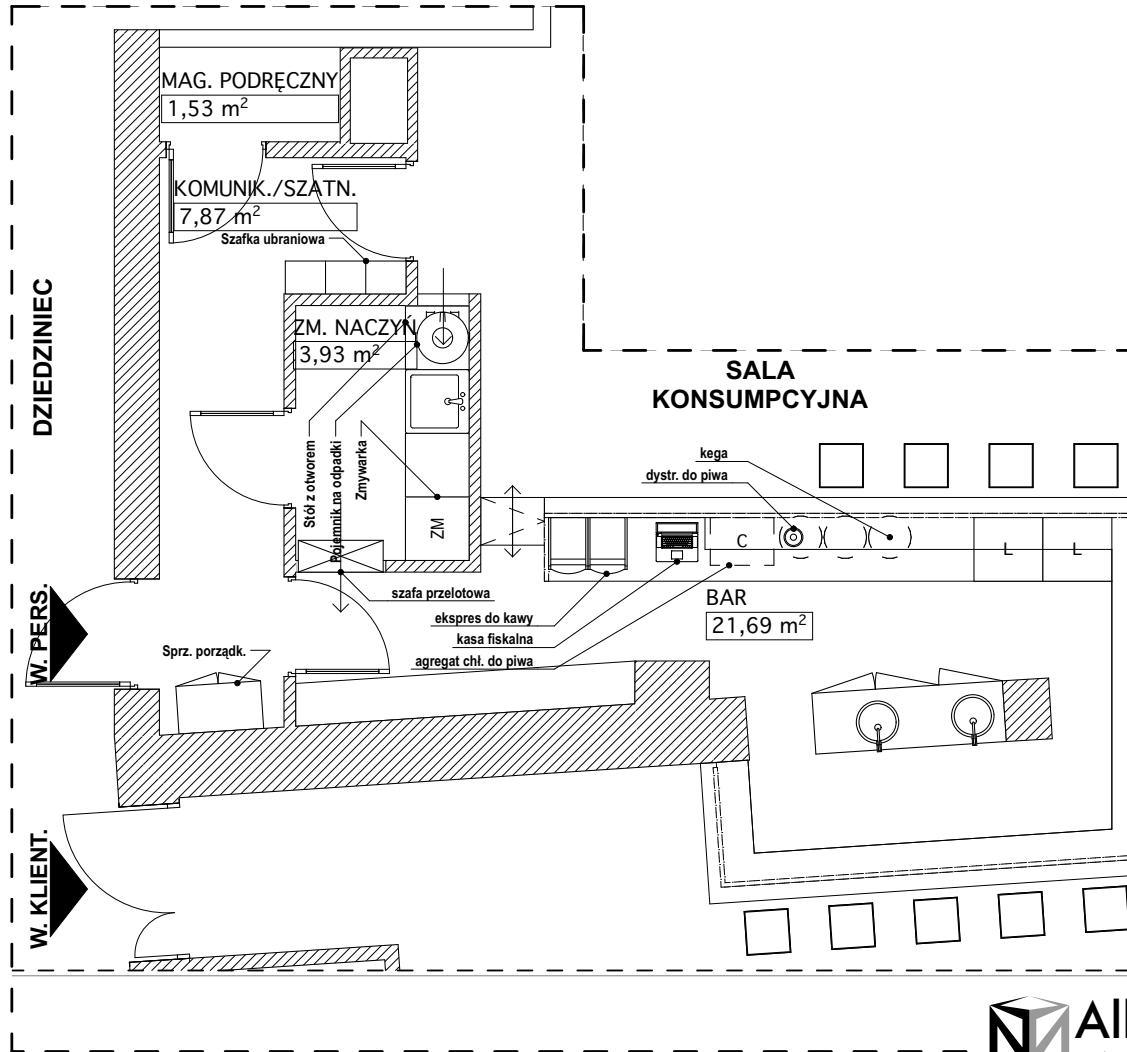 MAG. PODRĘCZNY
1,53 m²
KOMUNIK./SZATN.
7,87 m²
Szafka ubraniowa
DZIEDZINIEC
ZM. NACZYŃ
3,93 m²
SALA
KONSUMPCYJNA
Stół z otworem
Pojemnik na odpadki
Zmywarka
ZM
kega
dystr. do piwa
C
L
L
szafa przelotowa
ekspres do kawy
kasa fiskalna
agregat chł. do piwa
BAR
21,69 m²
W. PERS.
Sprz. porządk.
W. KLIENT.